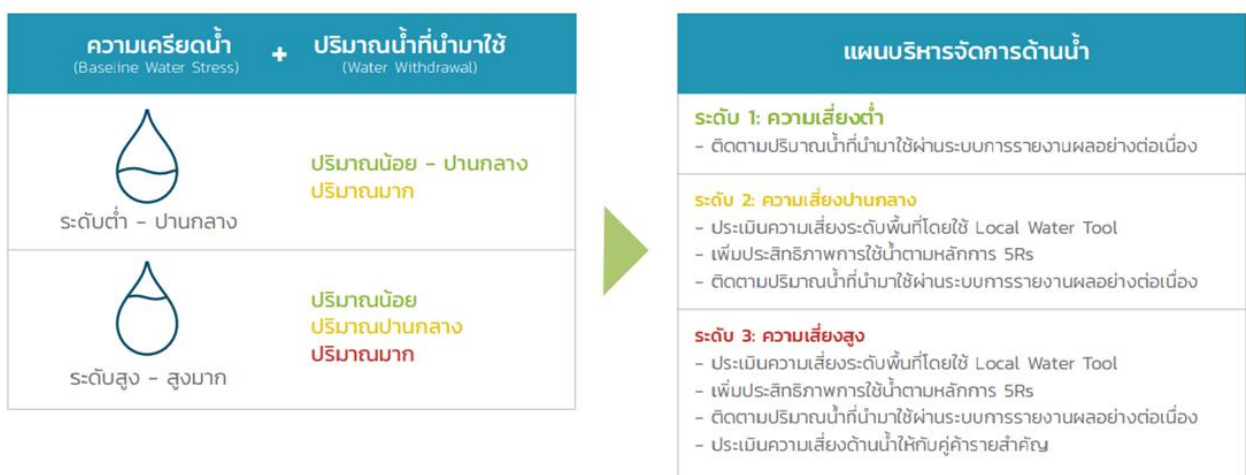 ความเครียดน้ำ + ปริมาณน้ำที่นำมาใช้
(Baseline Water Stress) (Water Withdrawal)
ระดับต่ำ - ปานกลาง
ปริมาณน้อย - ปานกลาง
ปริมาณมาก
ระดับสูง - สูงมาก
ปริมาณน้อย
ปริมาณปานกลาง
ปริมาณมาก
แผนบริหารจัดการด้านน้ำ
ระดับ 1: ความเสี่ยงต่ำ
- ติดตามปริมาณน้ำที่นำมาใช้ผ่านระบบการรายงานผลอย่างต่อเนื่อง
ระดับ 2: ความเสี่ยงปานกลาง
- ประเมินความเสี่ยงระดับพื้นที่โดยใช้ Local Water Tool
- เพิ่มประสิทธิภาพการใช้น้ำตามหลักการ 5Rs
- ติดตามปริมาณน้ำที่นำมาใช้ผ่านระบบการรายงานผลอย่างต่อเนื่อง
ระดับ 3: ความเสี่ยงสูง
- ประเมินความเสี่ยงระดับพื้นที่โดยใช้ Local Water Tool
- เพิ่มประสิทธิภาพการใช้น้ำตามหลักการ 5Rs
- ติดตามปริมาณน้ำที่นำมาใช้ผ่านระบบการรายงานผลอย่างต่อเนื่อง
- ประเมินความเสี่ยงด้านน้ำให้กับคู่ค้ารายสำคัญ